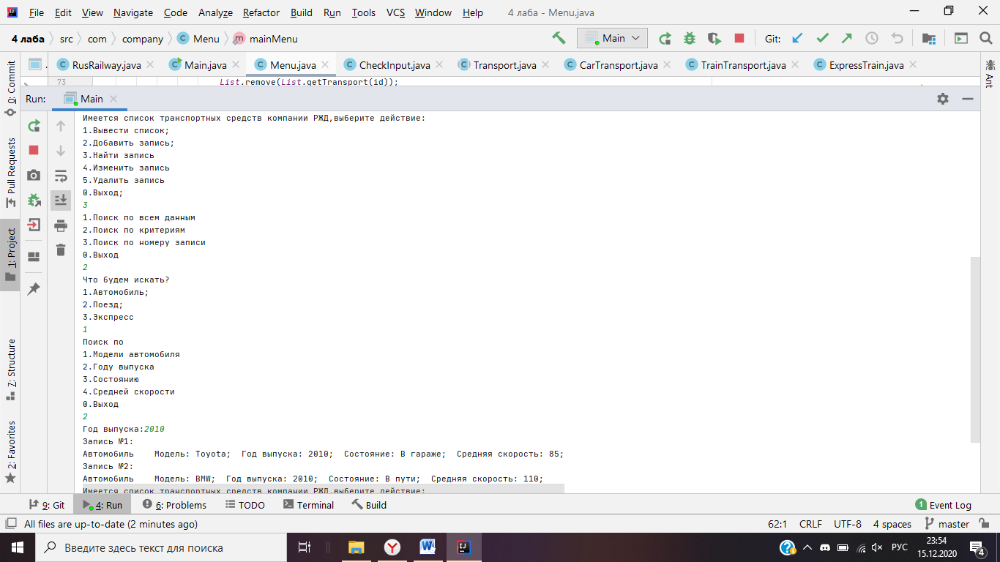 File Edit View Navigate Code Analyze Refactor Build Run Tools VCS Window Help 4 лаба - Menu.java
4 лаба src com company Menu mainMenu Main Git:
RusRailway.java Main.java Menu.java CheckInput.java Transport.java CarTransport.java TrainTransport.java ExpressTrain.java
73 List.remove(List.getTransport(id));
Run: Main
0: Commit
Pull Requests
1: Project
7: Structure
2: Favorites
Ant
Имеется список транспортных средств компании РЖД,выберите действие:
1.Вывести список;
2.Добавить запись;
3.Найти запись
4.Изменить запись
5.Удалить запись
0.Выход;
3
1.Поиск по всем данным
2.Поиск по критериям
3.Поиск по номеру записи
0.Выход
2
Что будем искать?
1.Автомобиль;
2.Поезд;
3.Экспресс
1
Поиск по
1.Модели автомобиля
2.Году выпуска
3.Состоянию
4.Средней скорости
0.Выход
2
Год выпуска:2010
Запись №1:
Автомобиль Модель: Toyota; Год выпуска: 2010; Состояние: В гараже; Средняя скорость: 85;
Запись №2:
Автомобиль Модель: BMW; Год выпуска: 2010; Состояние: В пути; Средняя скорость: 110;
Имеется список транспортных средств компании РЖД,выберите действие:
9: Git 4: Run 6: Problems TODO Terminal Build 1 Event Log
All files are up-to-date (2 minutes ago) 62:1 CRLF UTF-8 4 spaces master
Введите здесь текст для поиска РУС 23:54
15.12.2020 4